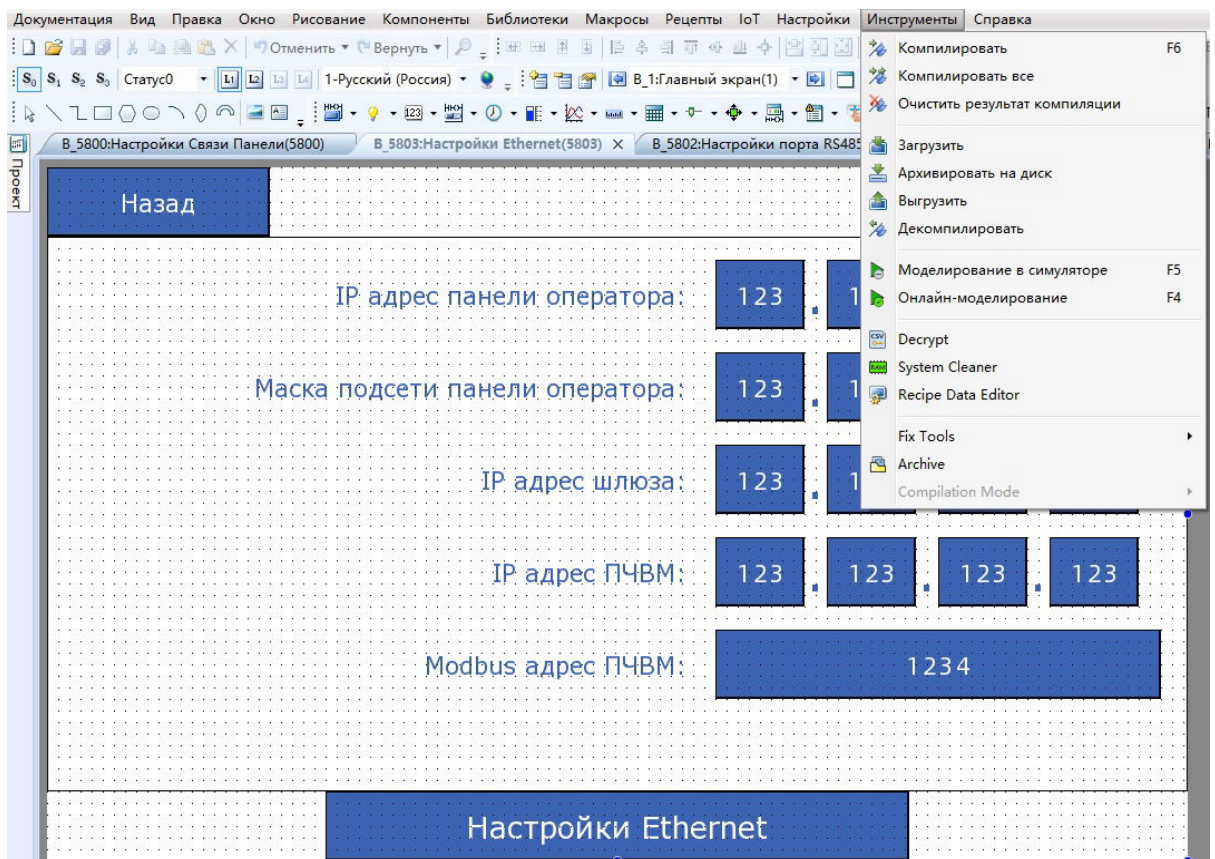 Документация Вид Правка Окно Рисование Компоненты Библиотеки Макросы Рецепты IoT Настройки Инструменты Справка
Отменить Вернуть
S0 S1 S2 S3 Статус0 L1 L2 L3 L4 1-Русский (Россия) B_1:Главный экран(1)
B_5800:Настройки Связи Панели(5800) B_5803:Настройки Ethernet(5803) B_5802:Настройки порта RS485
Проект
Компилировать F6
Компилировать все
Очистить результат компиляции
Загрузить
Архивировать на диск
Выгрузить
Декомпилировать
Моделирование в симуляторе F5
Онлайн-моделирование F4
Decrypt
System Cleaner
Recipe Data Editor
Fix Tools
Archive
Compilation Mode
Назад
IP адрес панели оператора: 123 . 1
Маска подсети панели оператора: 123 . 1
IP адрес шлюза: 123 . 1
IP адрес ПЧВМ: 123 . 123 . 123 . 123
Modbus адрес ПЧВМ: 1234
Настройки Ethernet